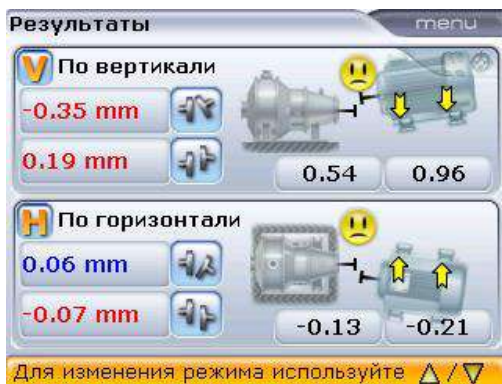 Результаты menu
V По вертикали
-0.35 mm
0.19 mm
0.54 0.96
H По горизонтали
0.06 mm
-0.07 mm
-0.13 -0.21
Для изменения режима используйте △/▽